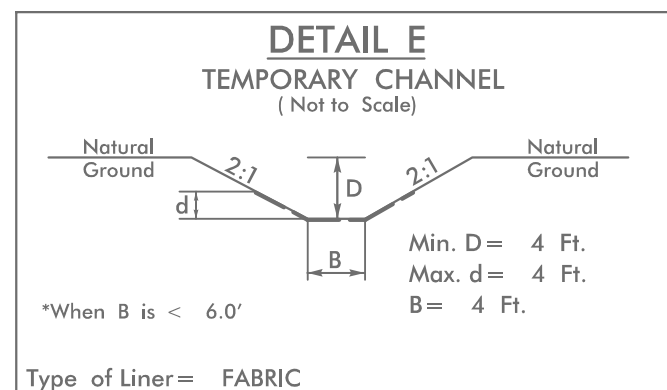 DETAIL E
TEMPORARY CHANNEL
( Not to Scale)
Natural
Ground
2:1
D
2:1
Natural
Ground
d
B
Min. D = 4 Ft.
Max. d = 4 Ft.
B = 4 Ft.
*When B is < 6.0'
Type of Liner = FABRIC